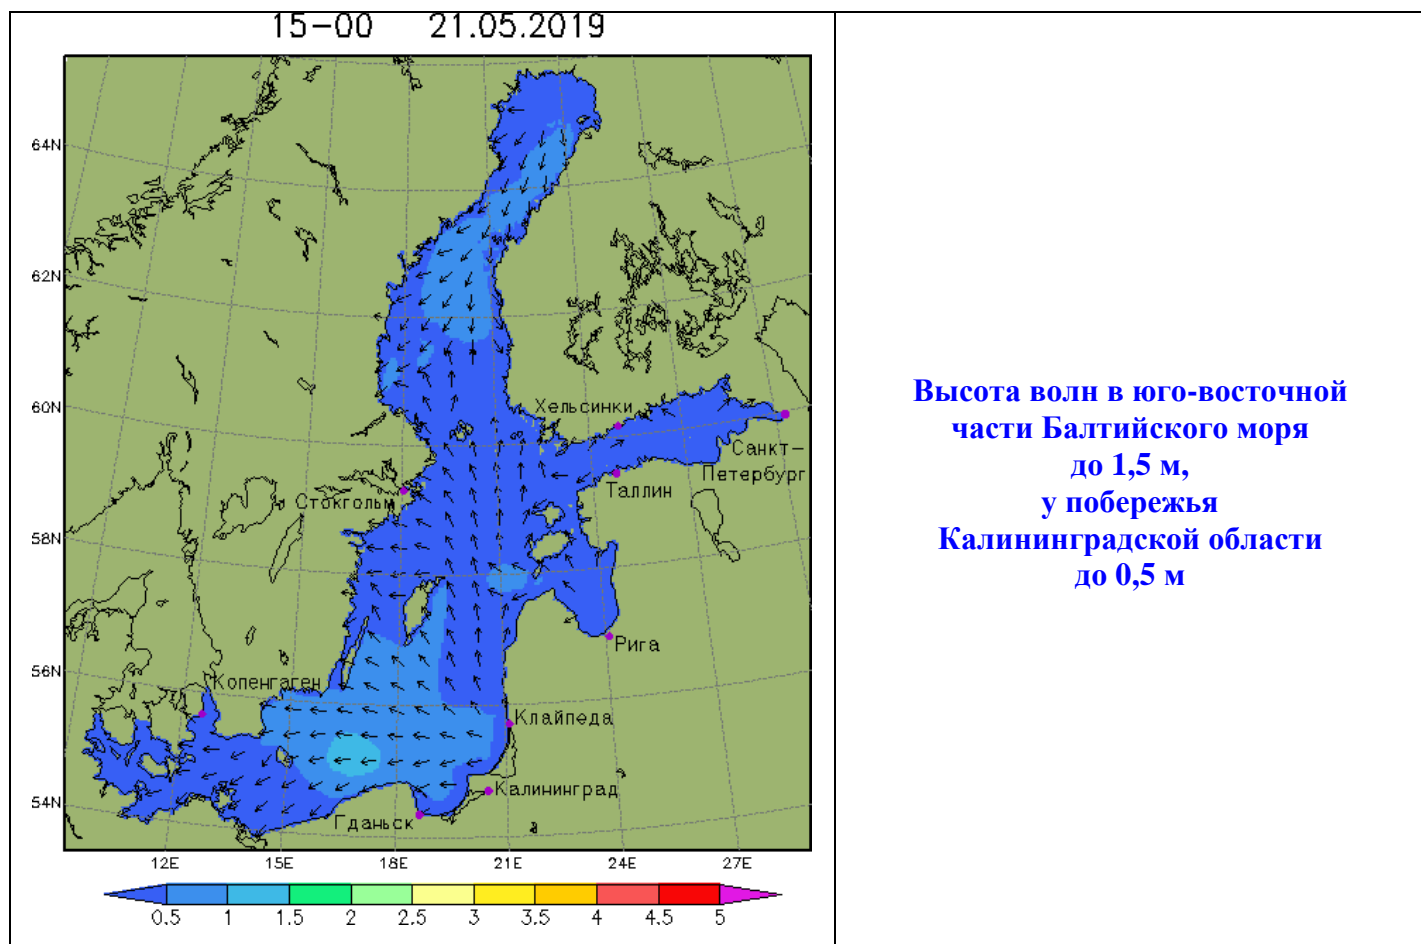 15-00 21.05.2019
64N
62N
60N
58N
56N
54N
Хельсинки
Санкт-
Петербург
Таллин
Стокгольм
Рига
Копенгаген
Клайпеда
Калининград
Гданьск
12E 15E 18E 21E 24E 27E
0.5 1 1.5 2 2.5 3 3.5 4 4.5 5
Высота волн в юго-восточной
части Балтийского моря
до 1,5 м,
у побережья
Калининградской области
до 0,5 м